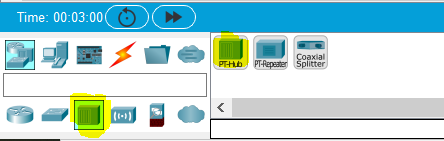 Time: 00:03:00
PT-Hub
PT-Repeater
Coaxial
Splitter